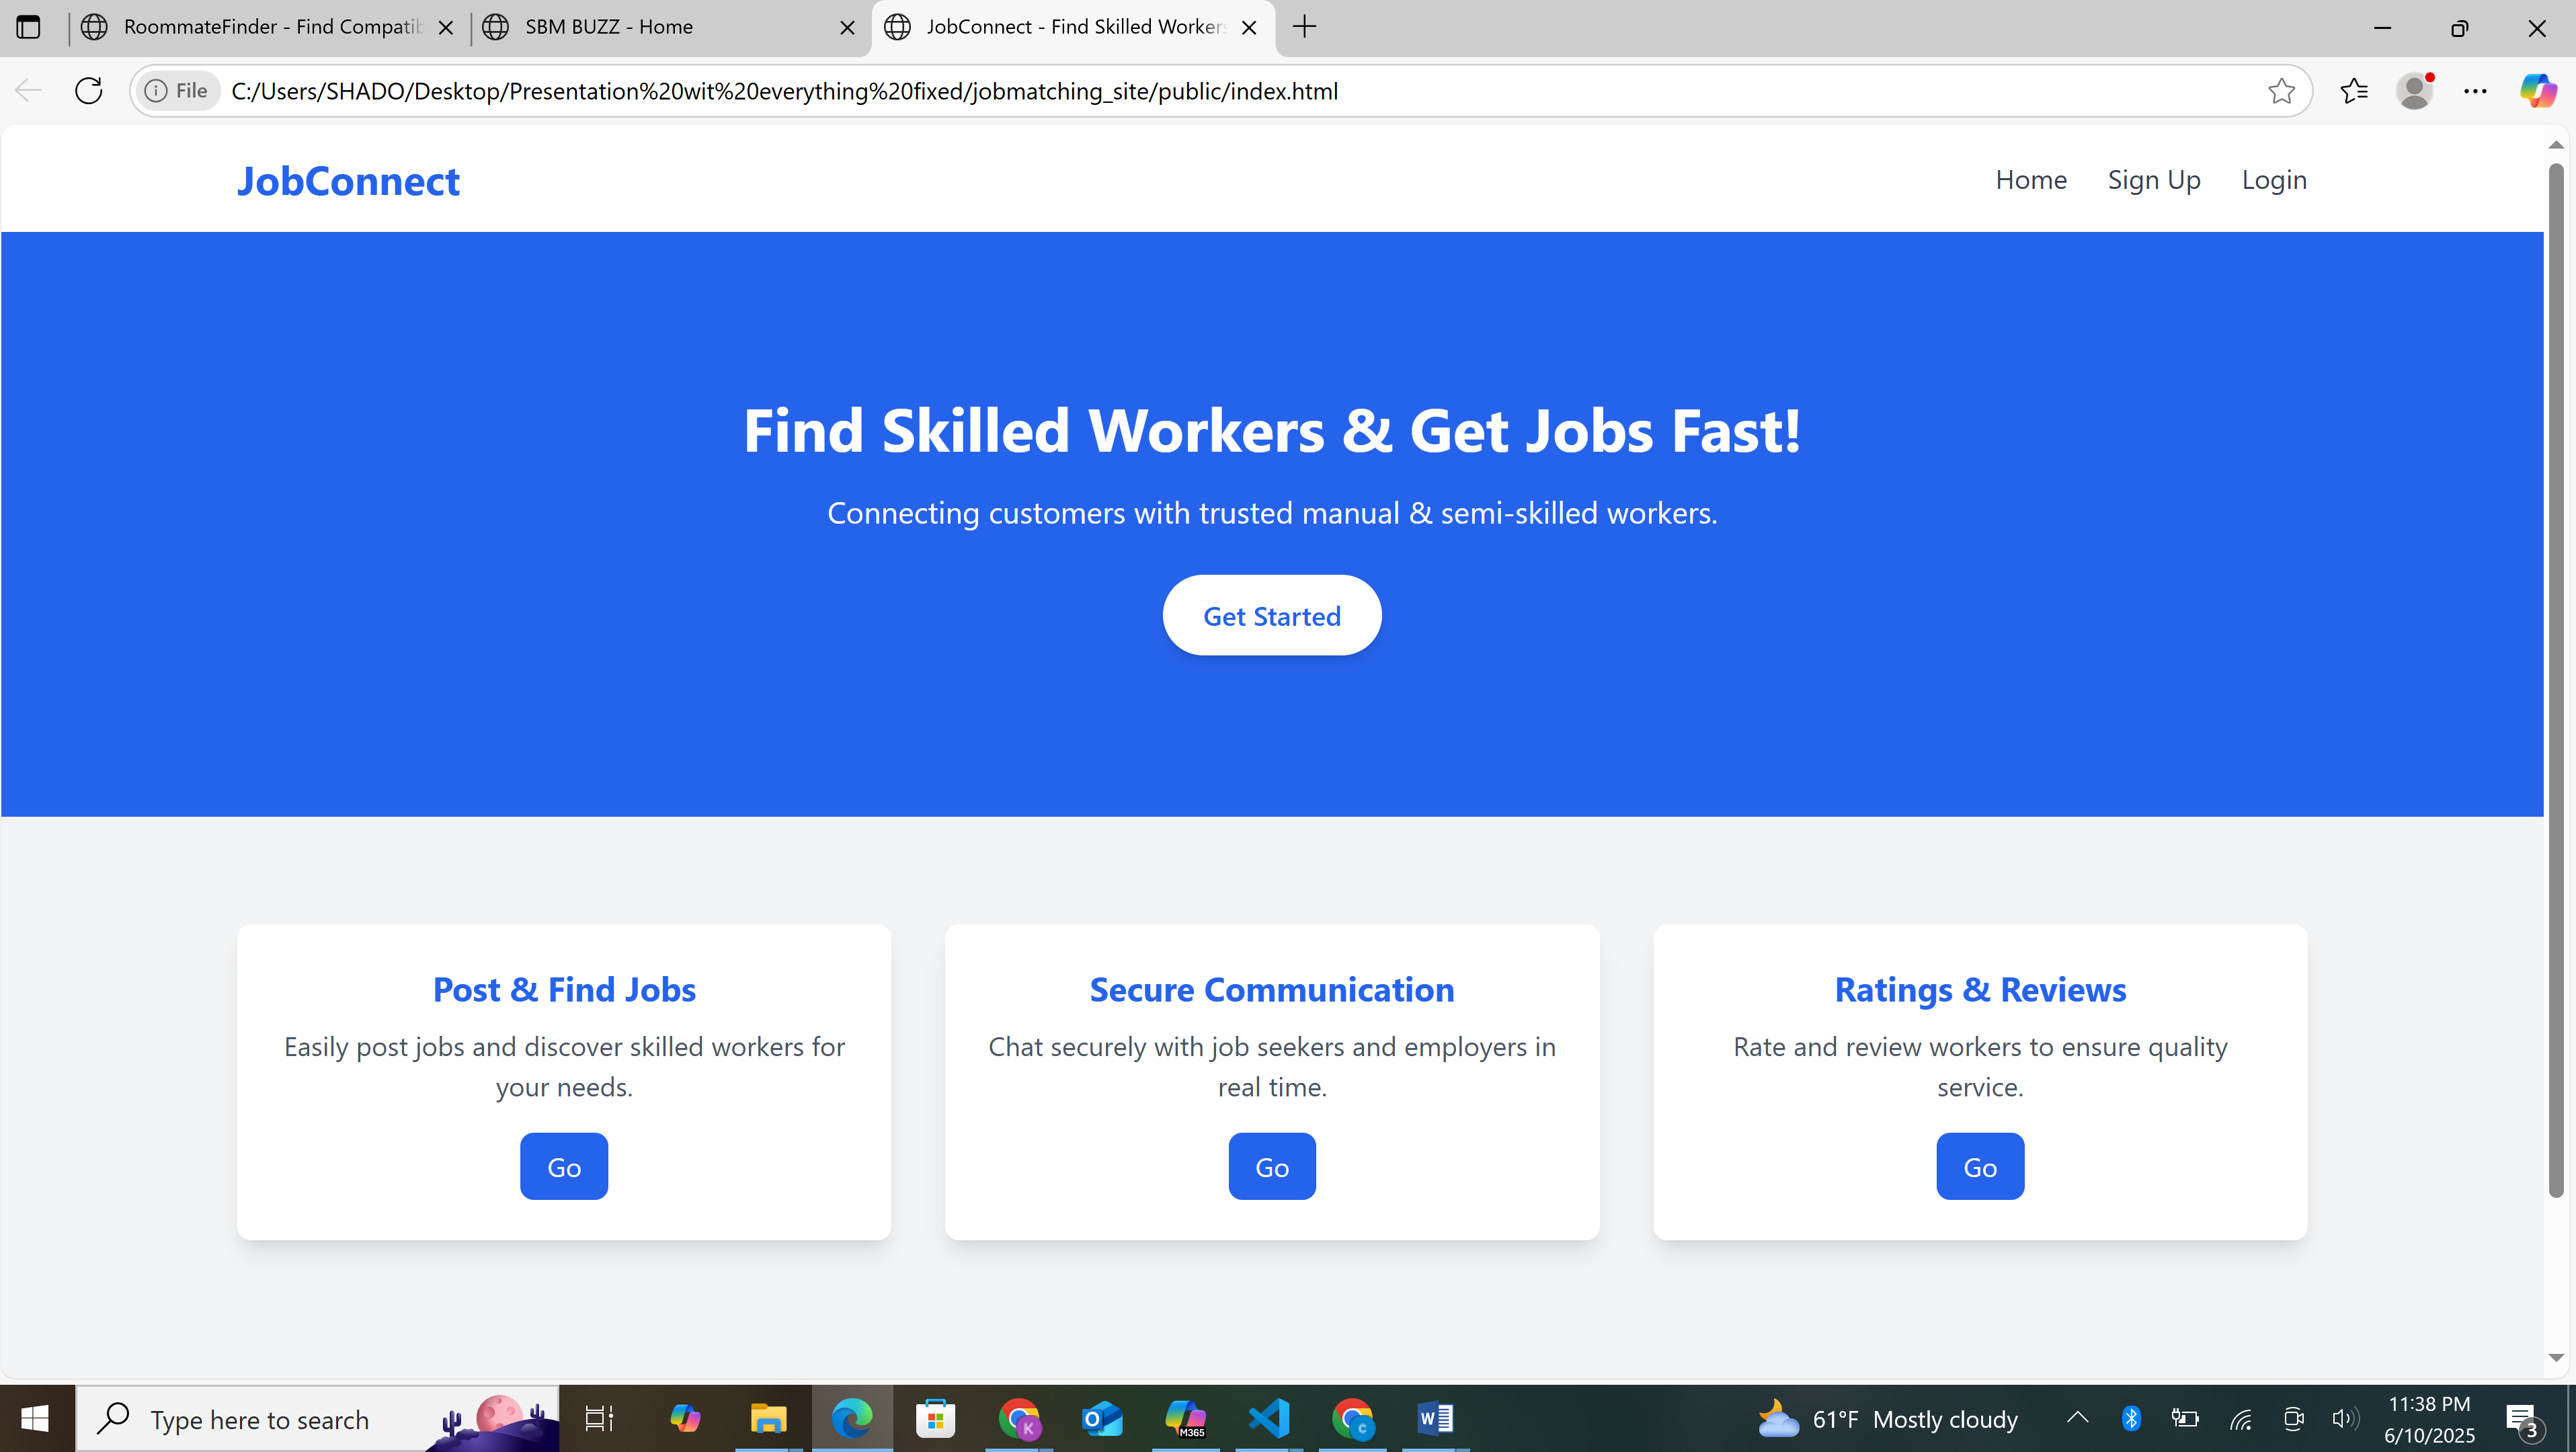 RoommateFinder - Find Compatib
SBM BUZZ - Home
JobConnect - Find Skilled Workers
File
C:/Users/SHADO/Desktop/Presentation%20wit%20everything%20fixed/jobmatching_site/public/index.html
JobConnect
Home
Sign Up
Login
Find Skilled Workers & Get Jobs Fast!
Connecting customers with trusted manual & semi-skilled workers.
Get Started
Post & Find Jobs
Easily post jobs and discover skilled workers for
your needs.
Go
Secure Communication
Chat securely with job seekers and employers in
real time.
Go
Ratings & Reviews
Rate and review workers to ensure quality
service.
Go
Type here to search
K
O
M365
c
W
61°F Mostly cloudy
11:38 PM
6/10/2025
3